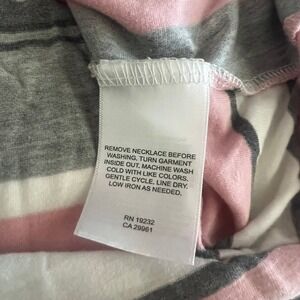 REMOVE NECKLACE BEFORE
WASHING. TURN GARMENT
INSIDE OUT. MACHINE WASH
COLD WITH LIKE COLORS.
GENTLE CYCLE. LINE DRY.
LOW IRON AS NEEDED.
RN 19232
CA 29961